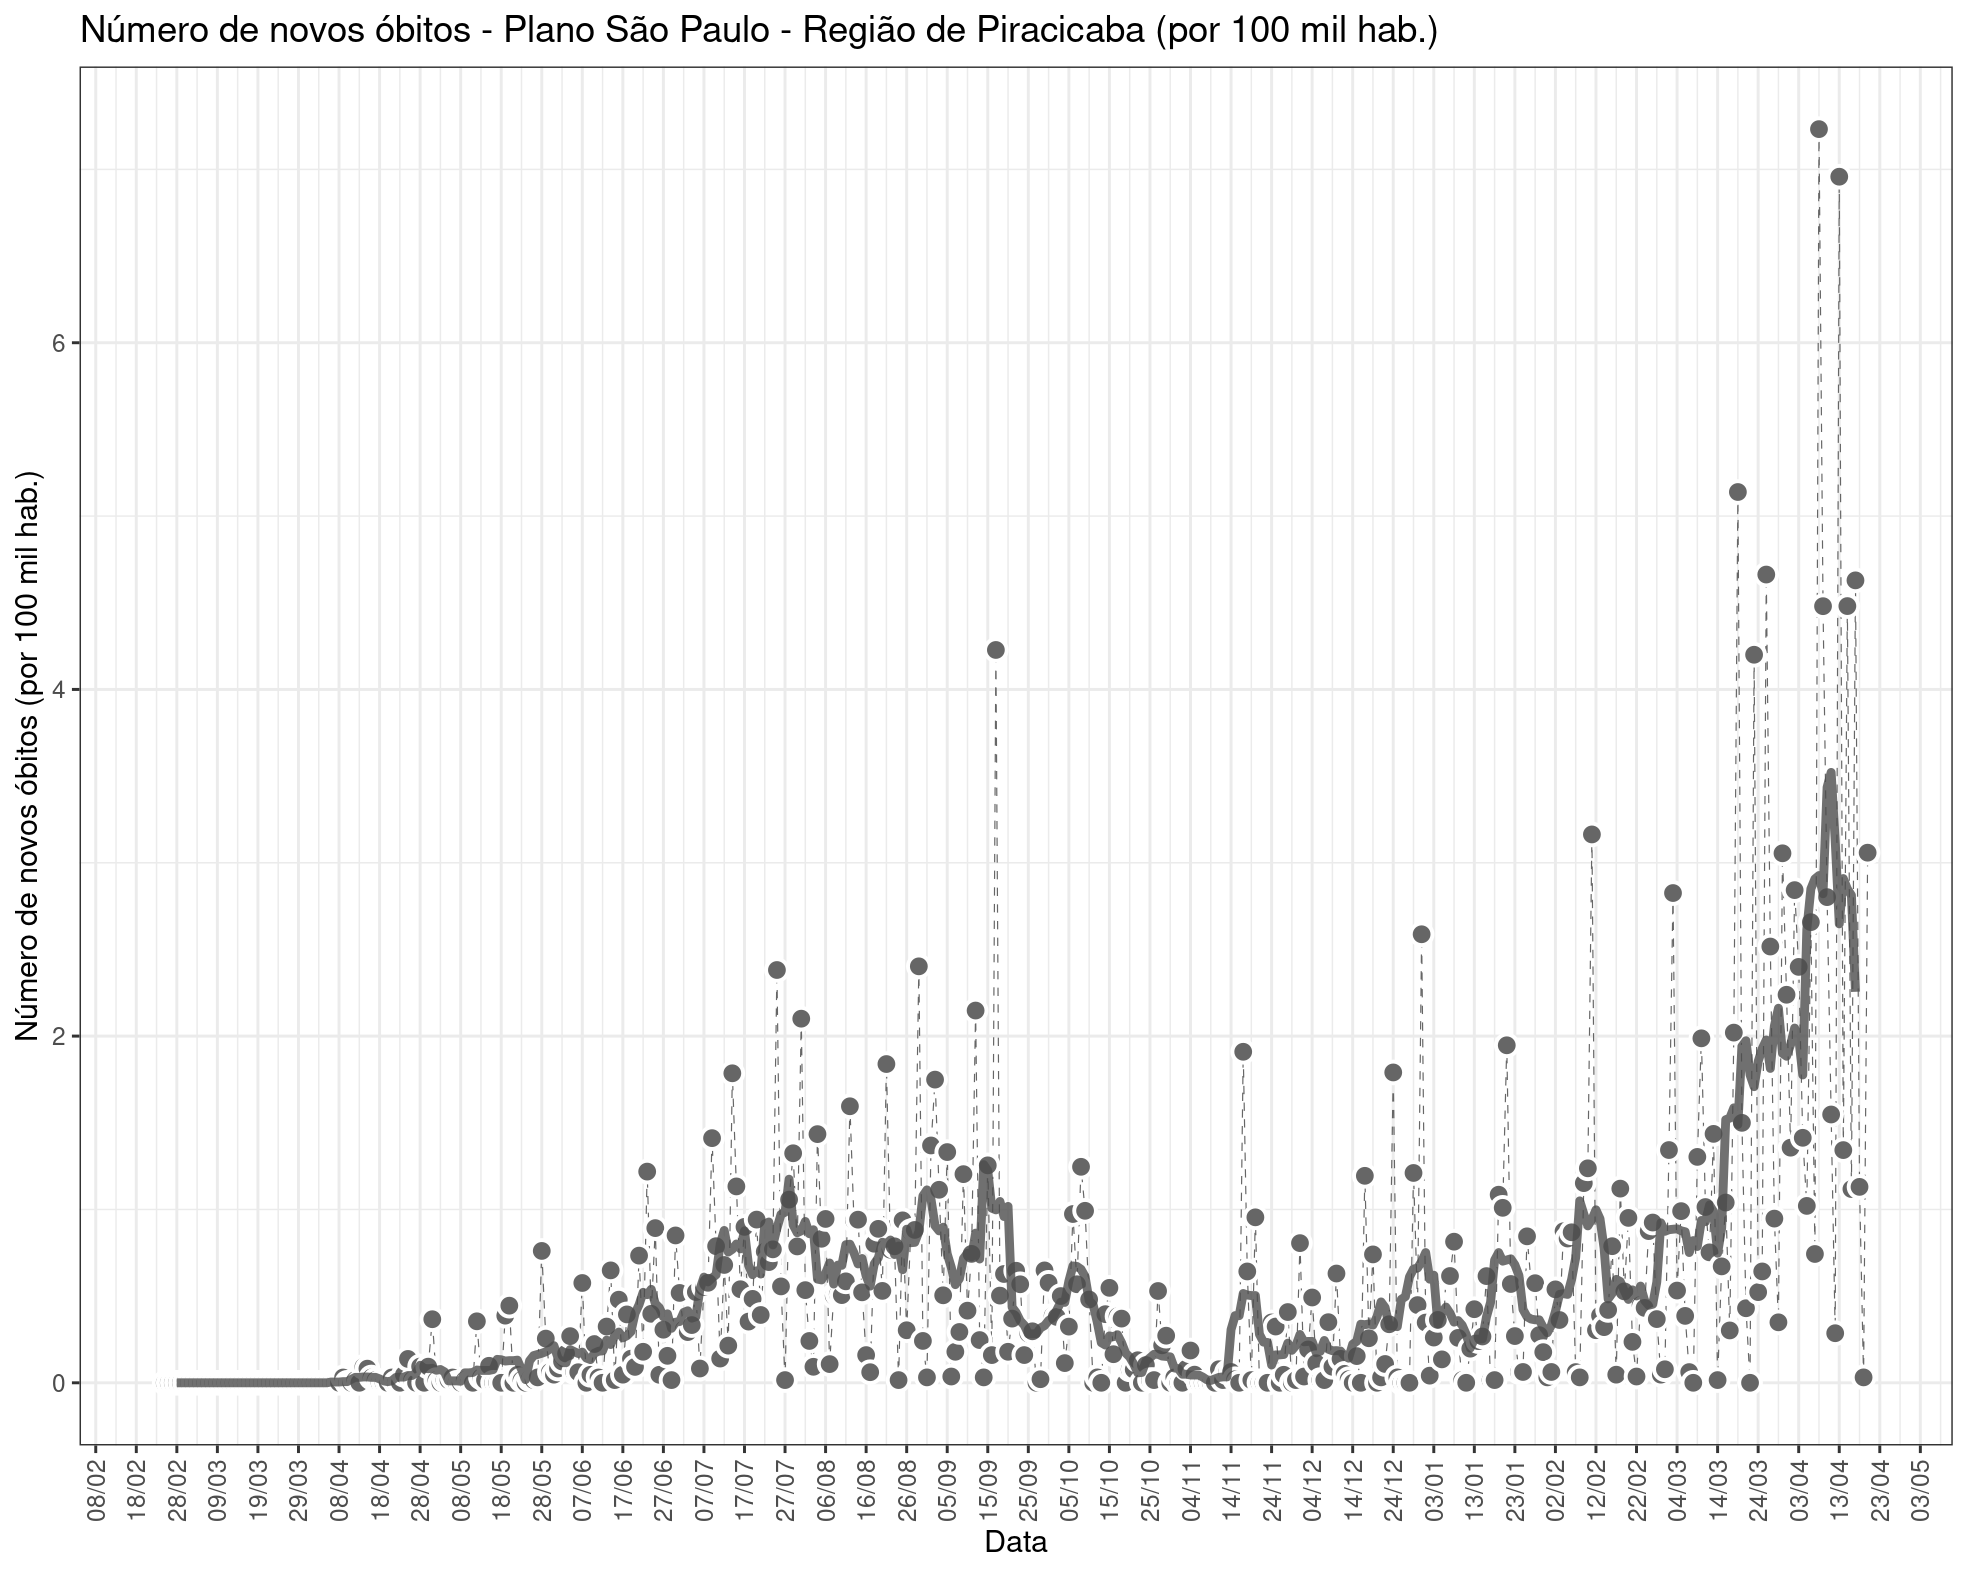 Número de novos óbitos - Plano São Paulo - Região de Piracicaba (por 100 mil hab.)
Número de novos óbitos (por 100 mil hab.)
6
4
2
0
08/02 18/02 28/02 09/03 19/03 29/03 08/04 18/04 28/04 08/05 18/05 28/05 07/06 17/06 27/06 07/07 17/07 27/07 06/08 16/08 26/08 05/09 15/09 25/09 05/10 15/10 25/10 04/11 14/11 24/11 04/12 14/12 24/12 03/01 13/01 23/01 02/02 12/02 22/02 04/03 14/03 24/03 03/04 13/04 23/04 03/05
Data